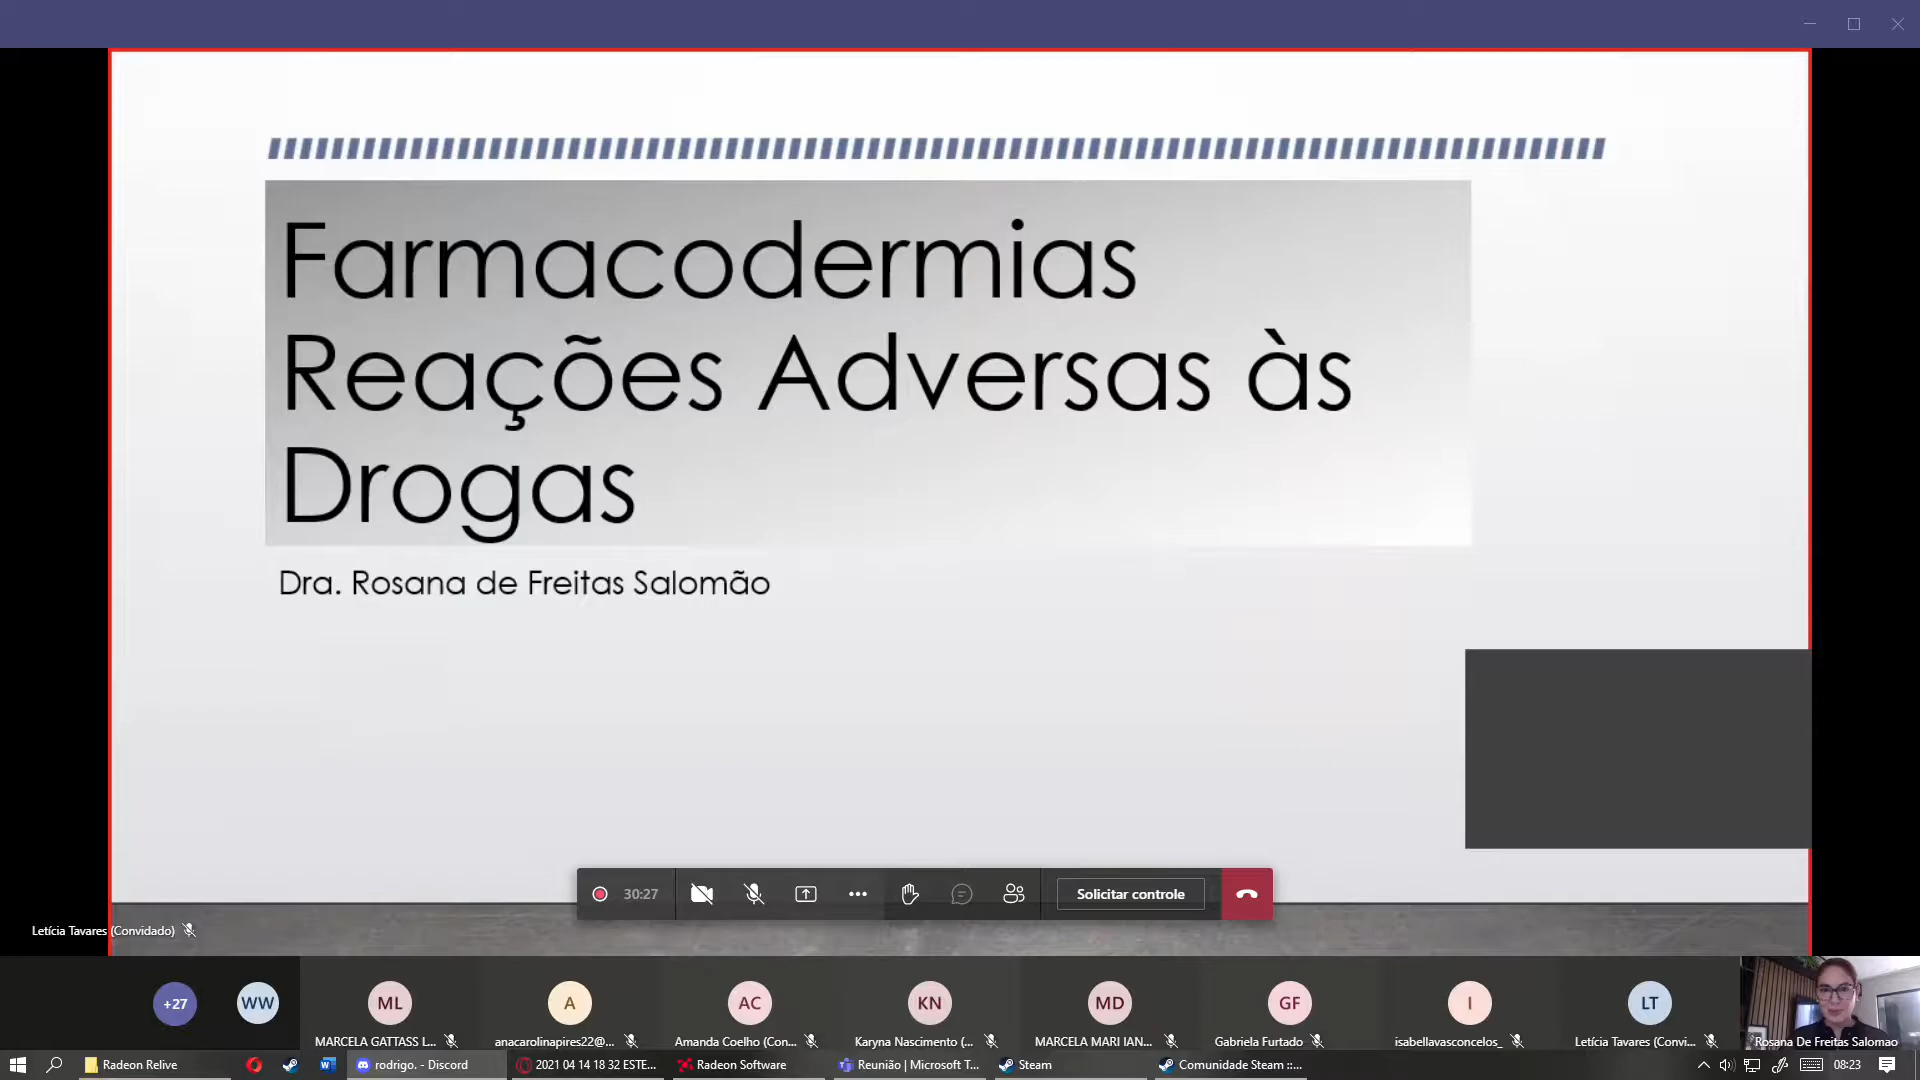 Farmacodermias
Reações Adversas às
Drogas
Dra. Rosana de Freitas Salomão
30:27
Solicitar controle
Letícia Tavares (Convidado)
+27
WW
ML
A
AC
KN
MD
GF
I
LT
MARCELA GATTASS L...
anacarolinapires22@...
Amanda Coelho (Con...
Karyna Nascimento (...
MARCELA MARI IAN...
Gabriela Furtado
isabellavasconcelos_
Letícia Tavares (Convi...
Rosana De Freitas Salomao
Radeon Relive
rodrigo. - Discord
2021 04 14 18 32 ESTE...
Radeon Software
Reunião | Microsoft T...
Steam
Comunidade Steam ::...
08:23